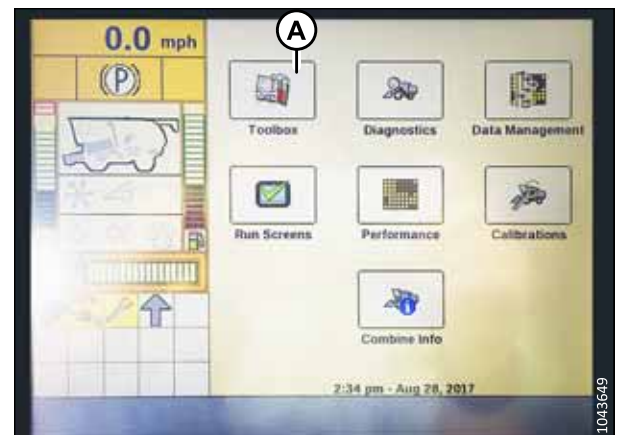 0.0 mph
A
(P)
Toolbox
Diagnostics
Data Management
Run Screens
Performance
Calibrations
Combine Info
2:34 pm - Aug 28, 2017
1043649